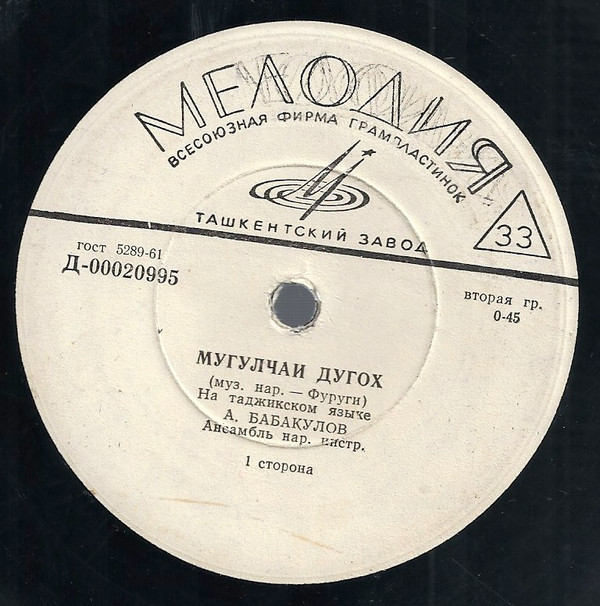 МЕЛОДИЯ
ВСЕСОЮЗНАЯ ФИРМА ГРАМПЛАСТИНОК
ТАШКЕНТСКИЙ ЗАВОД
33
гост 5289-61
Д-00020995
вторая гр.
0-45
МУГУЛЧАИ ДУГОХ
(муз. нар. — Фуруги)
На таджикском языке
А. БАБАКУЛОВ
Ансамбль нар. инстр.
1 сторона